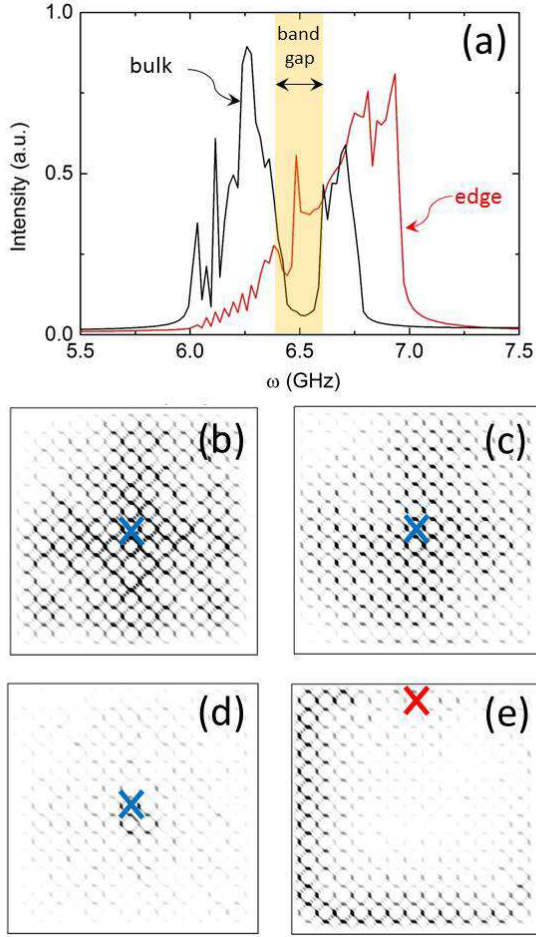 1.0
(a)
band
gap
bulk
Intensity (a.u.)
0.5
edge
0.0
5.5 6.0 6.5 7.0 7.5
ω (GHz)
(b) (c)
(d) (e)